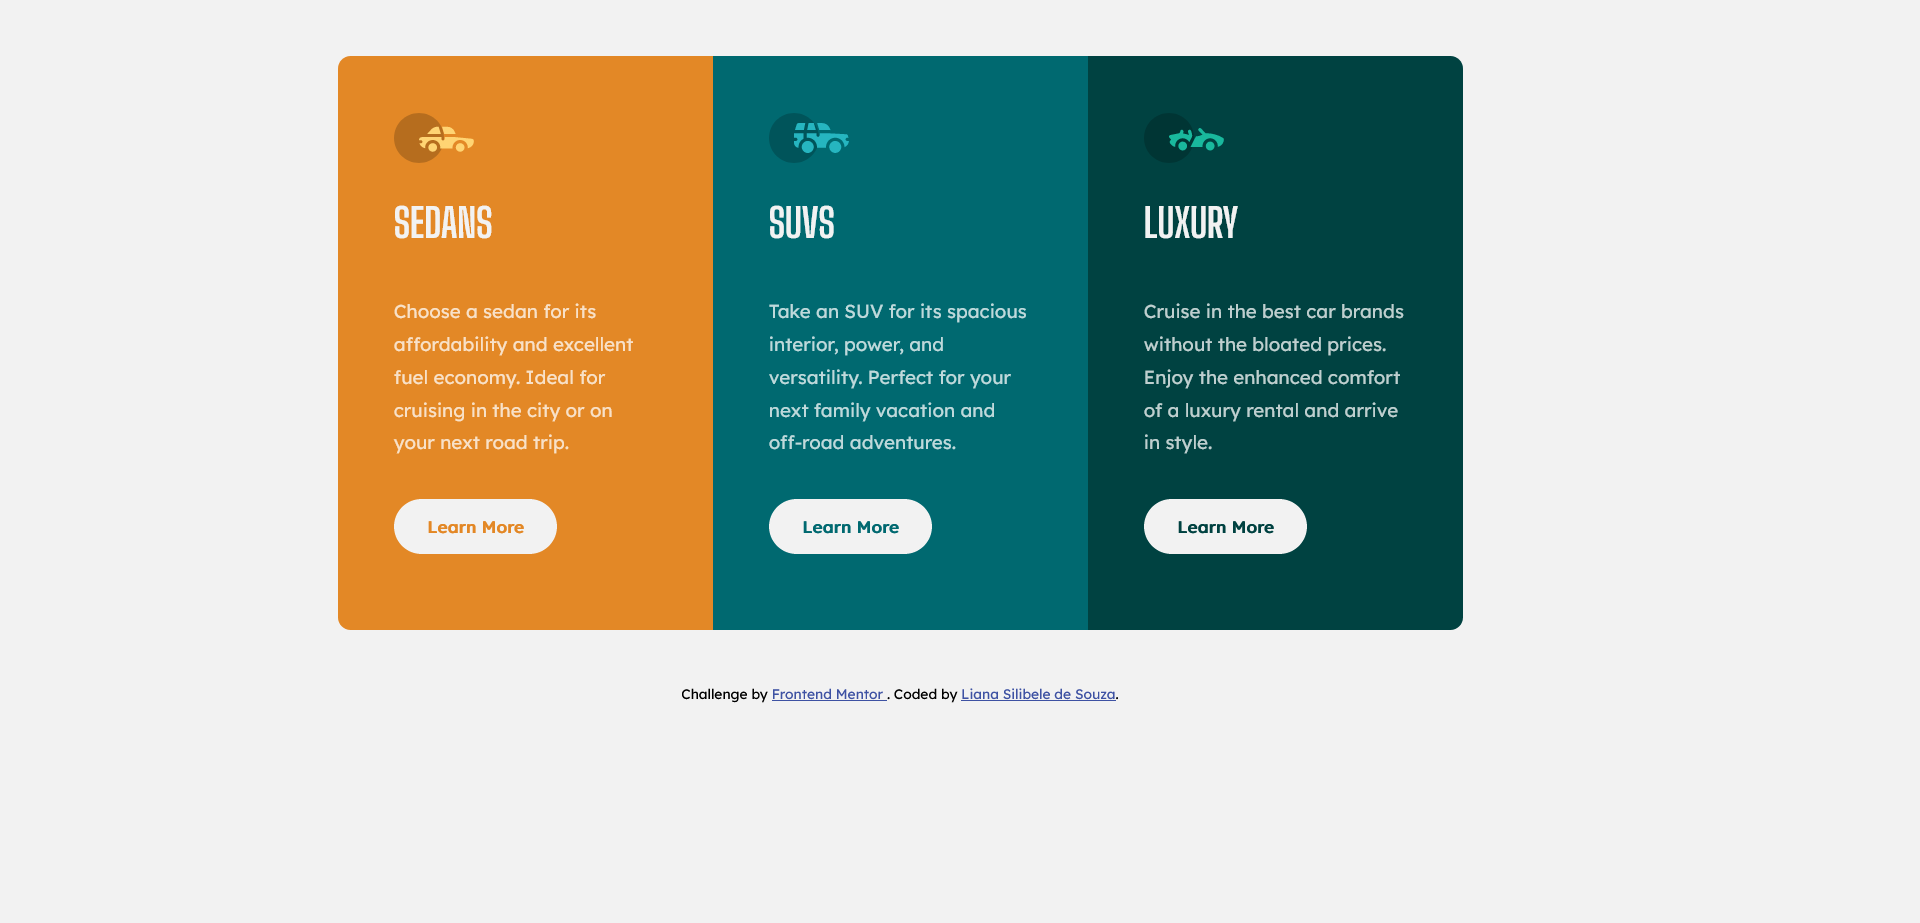 SEDANS
Choose a sedan for its
affordability and excellent
fuel economy. Ideal for
cruising in the city or on
your next road trip.
Learn More
SUVS
Take an SUV for its spacious
interior, power, and
versatility. Perfect for your
next family vacation and
off-road adventures.
Learn More
LUXURY
Cruise in the best car brands
without the bloated prices.
Enjoy the enhanced comfort
of a luxury rental and arrive
in style.
Learn More
Challenge by Frontend Mentor . Coded by Liana Silibele de Souza.